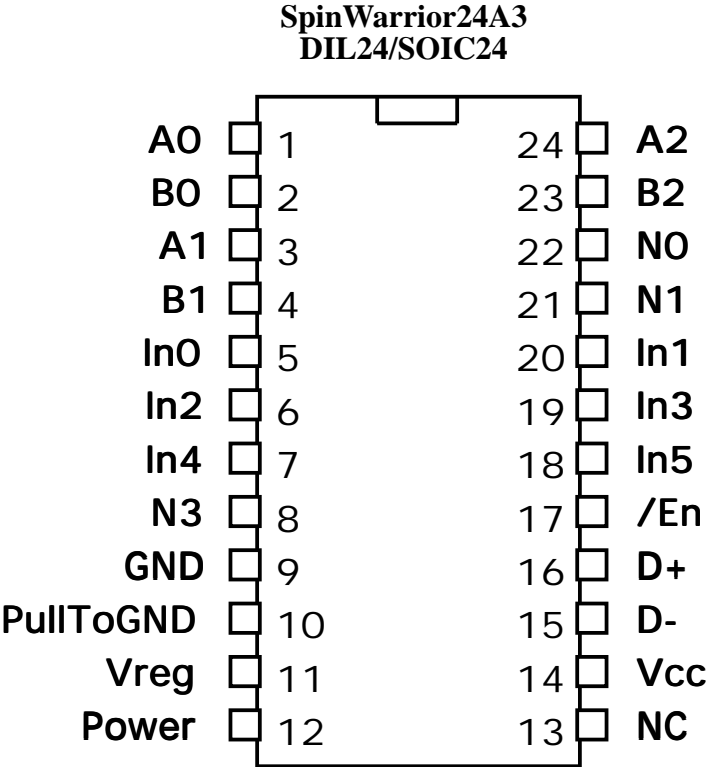 SpinWarrior24A3
DIL24/SOIC24
A0 1 24 A2
B0 2 23 B2
A1 3 22 N0
B1 4 21 N1
In0 5 20 In1
In2 6 19 In3
In4 7 18 In5
N3 8 17 /En
GND 9 16 D+
PullToGND 10 15 D-
Vreg 11 14 Vcc
Power 12 13 NC